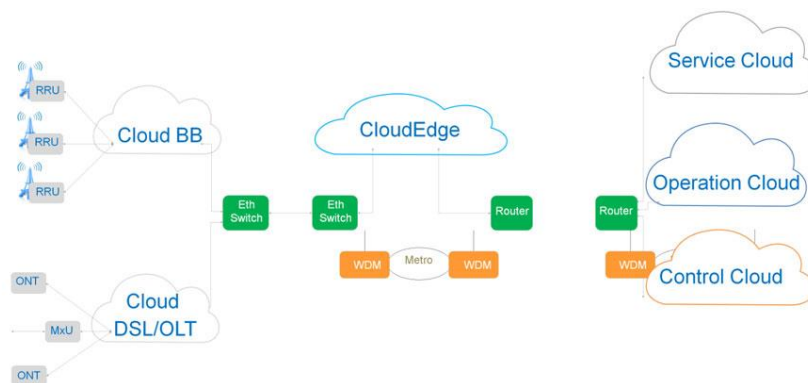 Service Cloud
RRU
Cloud BB
CloudEdge
RRU
RRU
Operation Cloud
Eth
Switch
Eth
Switch
Router
Router
WDM
Metro
WDM
WDM
Control Cloud
ONT
Cloud
DSL/OLT
MxU
ONT